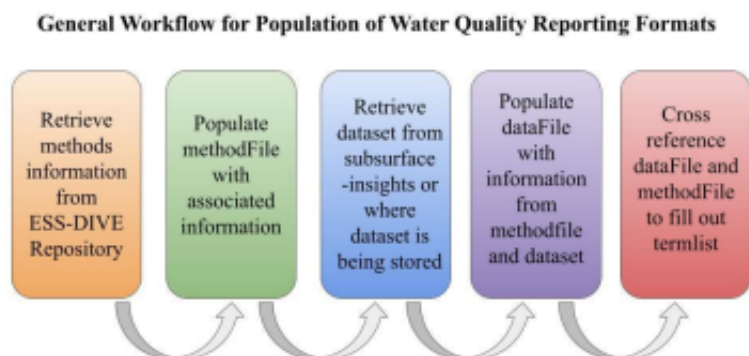 General Workflow for Population of Water Quality Reporting Formats
Retrieve
methods
information
from
ESS-DIVE
Repository
Populate
methodFile
with
associated
information
Retrieve
dataset from
subsurface
-insights or
where
dataset is
being stored
Populate
dataFile
with
information
from
methodfile
and dataset
Cross
reference
dataFile and
methodFile
to fill out
termlist